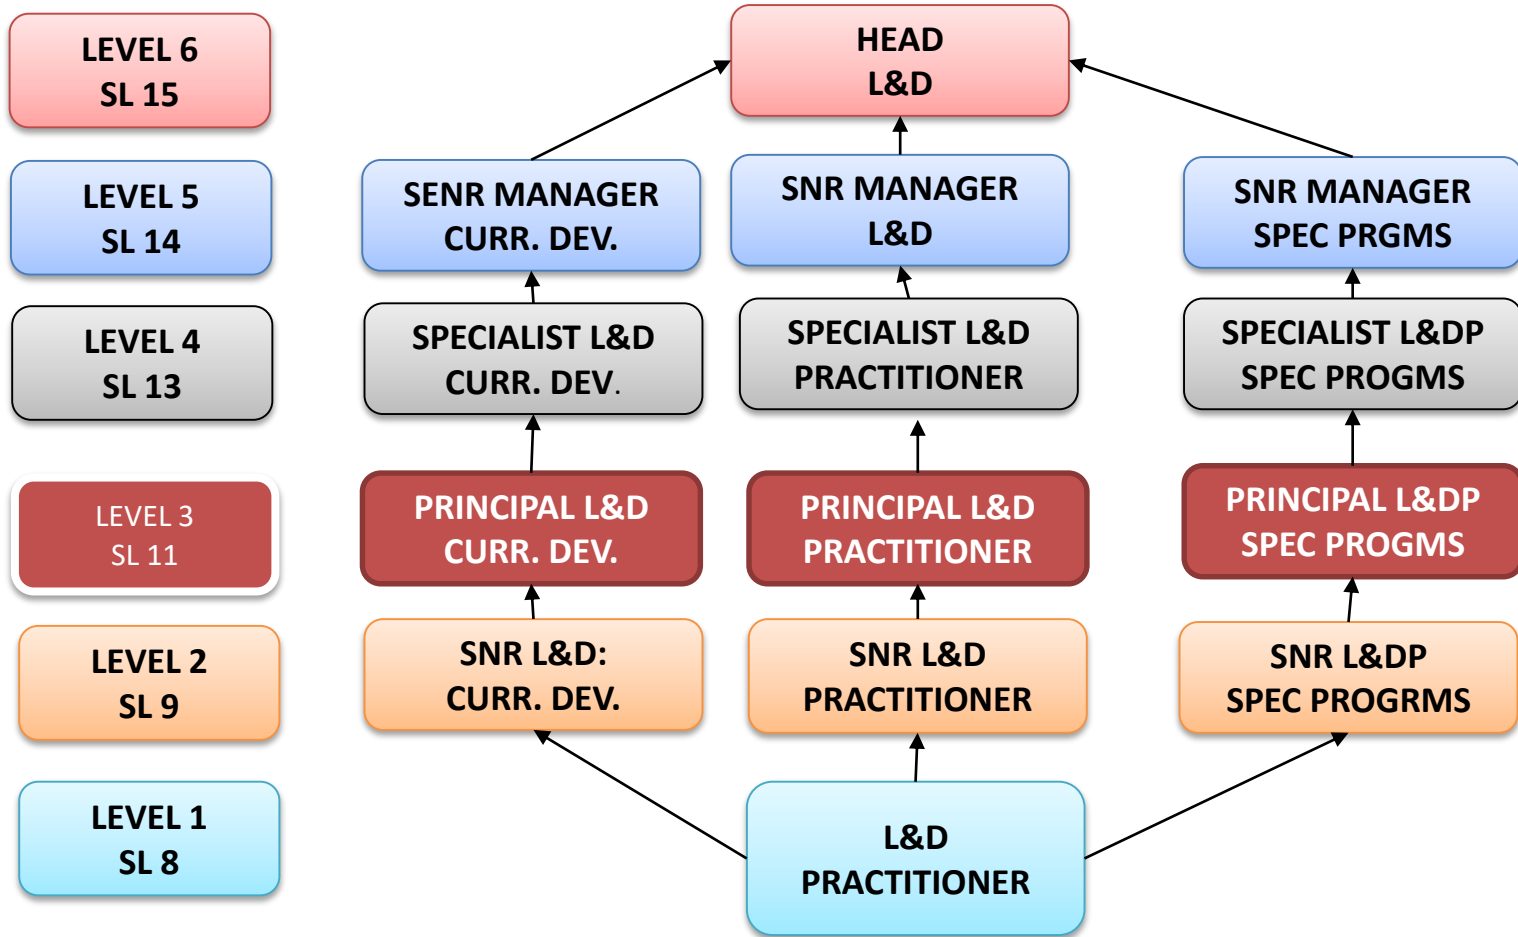 LEVEL 6
SL 15
HEAD
L&D
LEVEL 5
SL 14
SENR MANAGER
CURR. DEV.
SNR MANAGER
L&D
SNR MANAGER
SPEC PRGMS
LEVEL 4
SL 13
SPECIALIST L&D
CURR. DEV.
SPECIALIST L&D
PRACTITIONER
SPECIALIST L&DP
SPEC PROGMS
LEVEL 3
SL 11
PRINCIPAL L&D
CURR. DEV.
PRINCIPAL L&D
PRACTITIONER
PRINCIPAL L&DP
SPEC PROGMS
LEVEL 2
SL 9
SNR L&D:
CURR. DEV.
SNR L&D
PRACTITIONER
SNR L&DP
SPEC PROGRMS
LEVEL 1
SL 8
L&D
PRACTITIONER